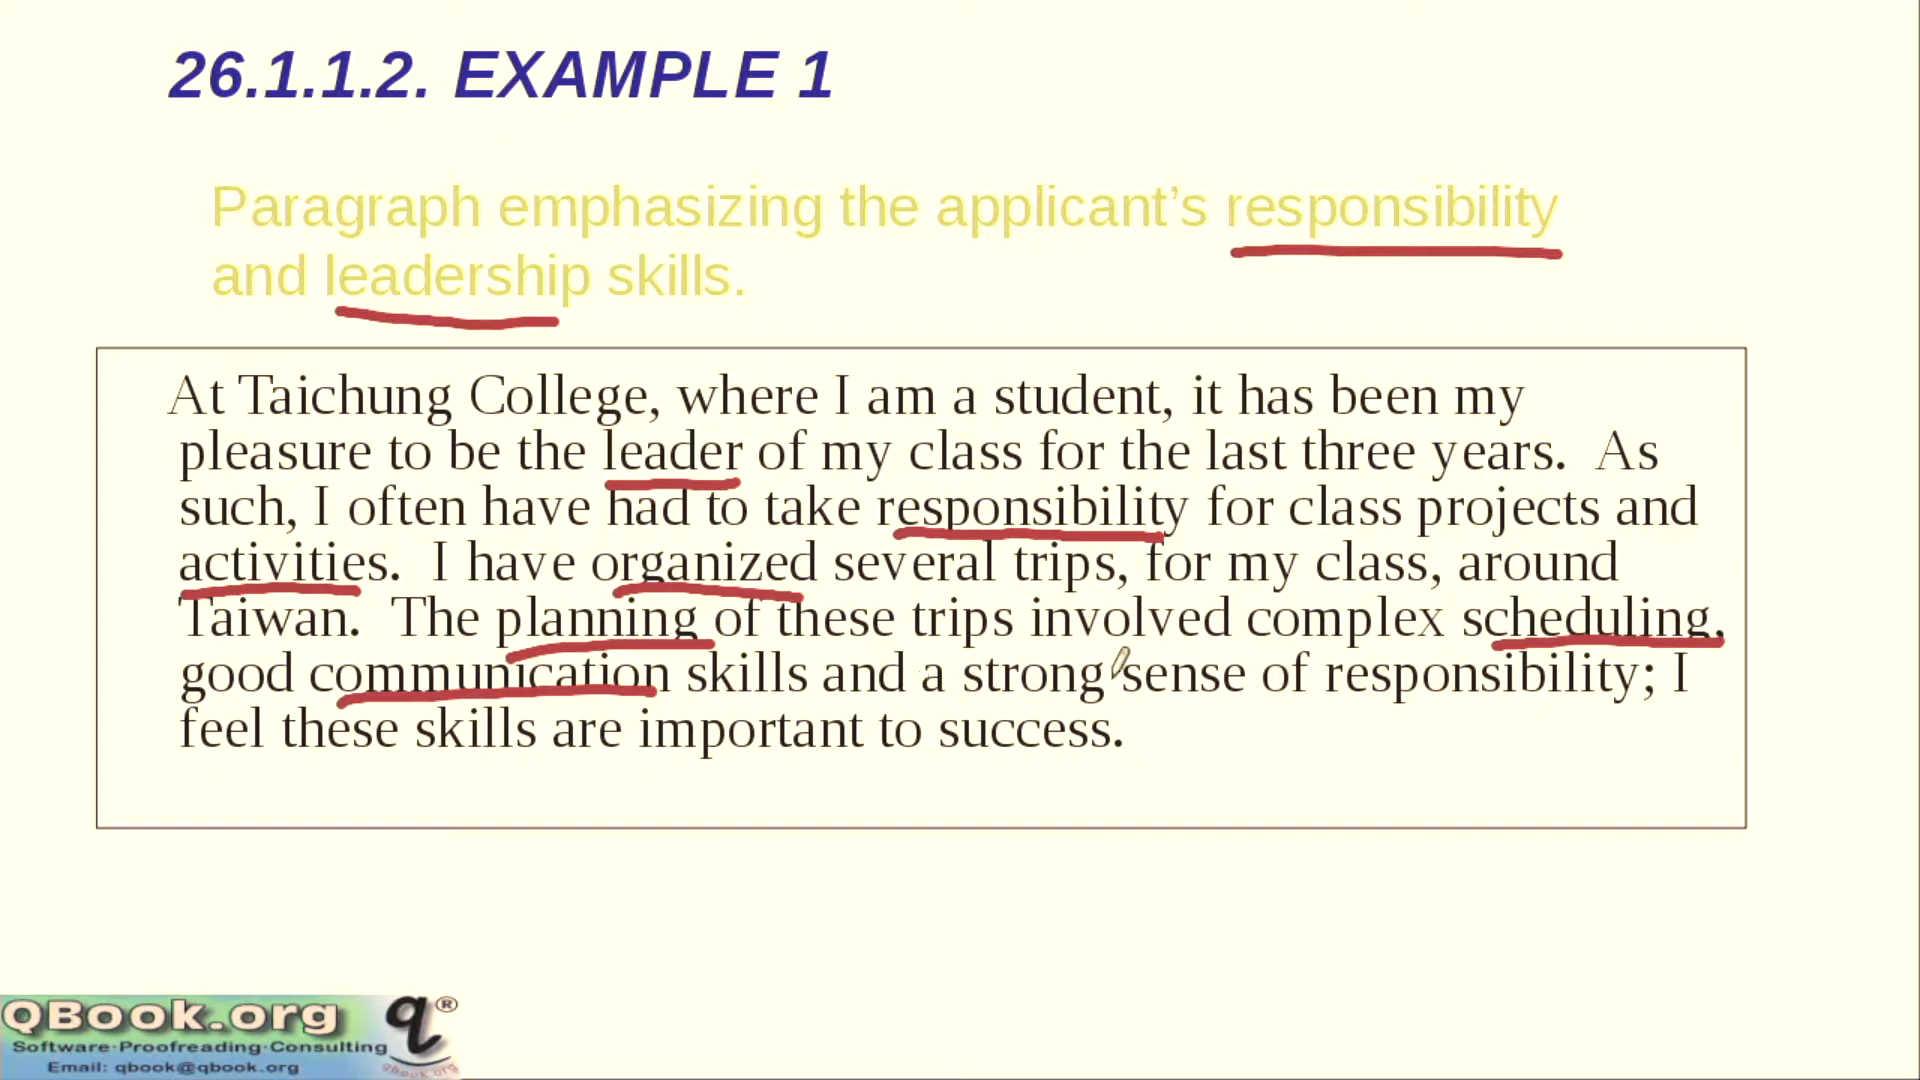 26.1.1.2. EXAMPLE 1
Paragraph emphasizing the applicant’s responsibility
and leadership skills.
At Taichung College, where I am a student, it has been my
pleasure to be the leader of my class for the last three years.  As
such, I often have had to take responsibility for class projects and
activities.  I have organized several trips, for my class, around
Taiwan.  The planning of these trips involved complex scheduling,
good communication skills and a strong sense of responsibility; I
feel these skills are important to success.
QBook.org
Software·Proofreading·Consulting
Email: qbook@qbook.org
q®
qbook.org